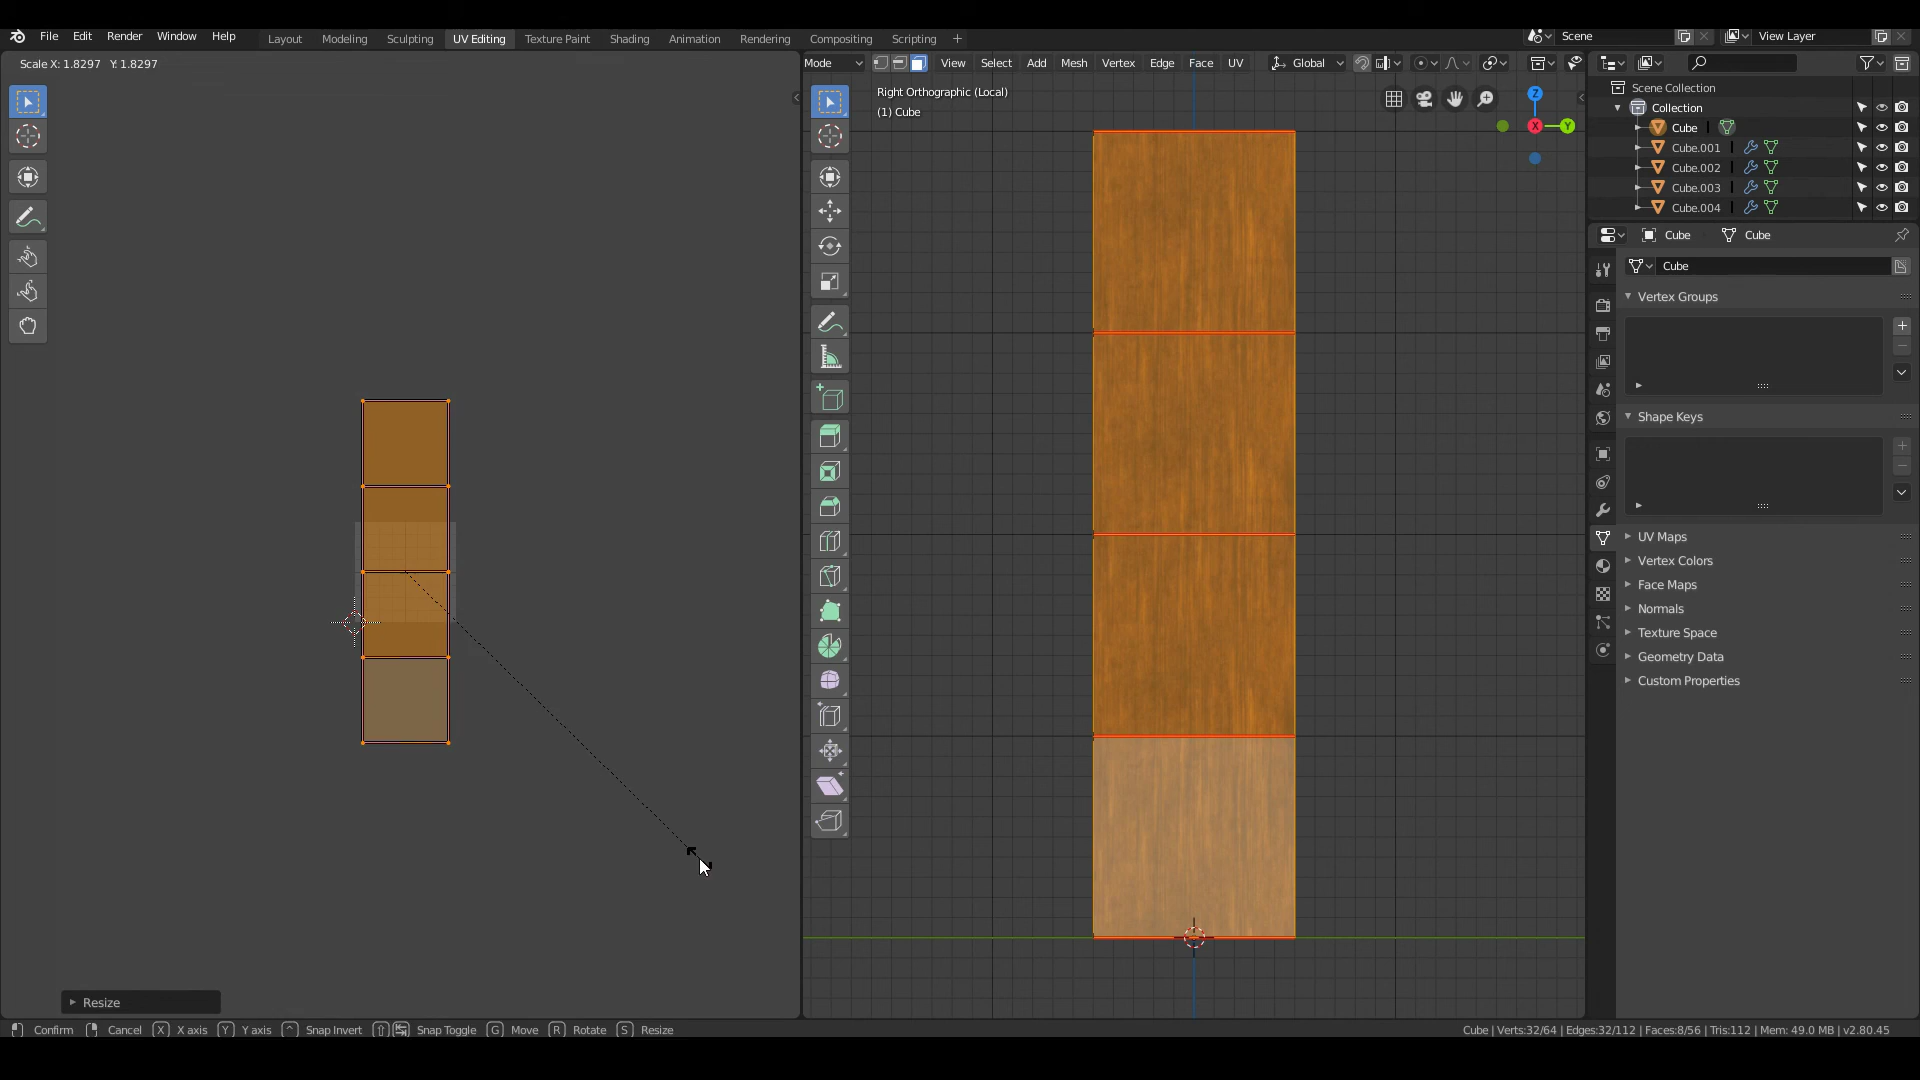 File Edit Render Window Help Layout Modeling Sculpting UV Editing Texture Paint Shading Animation Rendering Compositing Scripting + Scene View Layer
Scale X: 1.8297 Y: 1.8297
Mode View Select Add Mesh Vertex Edge Face UV Global
Right Orthographic (Local)
(1) Cube
Z
X
Y
Scene Collection
Collection
Cube
Cube.001
Cube.002
Cube.003
Cube.004
Cube Cube
Cube
Vertex Groups
Shape Keys
UV Maps
Vertex Colors
Face Maps
Normals
Texture Space
Geometry Data
Custom Properties
Resize
Confirm Cancel X X axis Y Y axis ^ Snap Invert Snap Toggle G Move R Rotate S Resize
Cube | Verts:32/64 | Edges:32/112 | Faces:8/56 | Tris:112 | Mem: 49.0 MB | v2.80.45